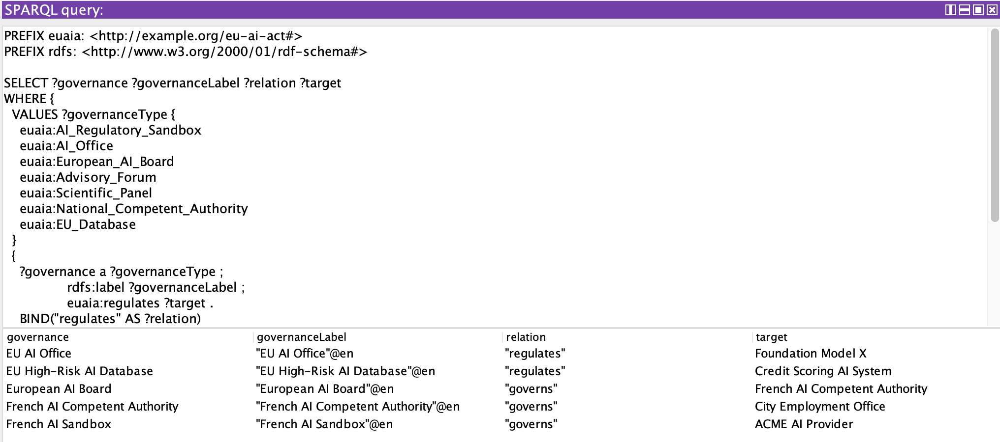 SPARQL query:
PREFIX euaia: <http://example.org/eu-ai-act#>
PREFIX rdfs: <http://www.w3.org/2000/01/rdf-schema#>
SELECT ?governance ?governanceLabel ?relation ?target
WHERE {
VALUES ?governanceType {
euaia:AI_Regulatory_Sandbox
euaia:AI_Office
euaia:European_AI_Board
euaia:Advisory_Forum
euaia:Scientific_Panel
euaia:National_Competent_Authority
euaia:EU_Database
}
{
?governance a ?governanceType ;
rdfs:label ?governanceLabel ;
euaia:regulates ?target .
BIND("regulates" AS ?relation)
governance governanceLabel relation target
EU AI Office "EU AI Office"@en "regulates" Foundation Model X
EU High-Risk AI Database "EU High-Risk AI Database"@en "regulates" Credit Scoring AI System
European AI Board "European AI Board"@en "governs" French AI Competent Authority
French AI Competent Authority "French AI Competent Authority"@en "governs" City Employment Office
French AI Sandbox "French AI Sandbox"@en "governs" ACME AI Provider